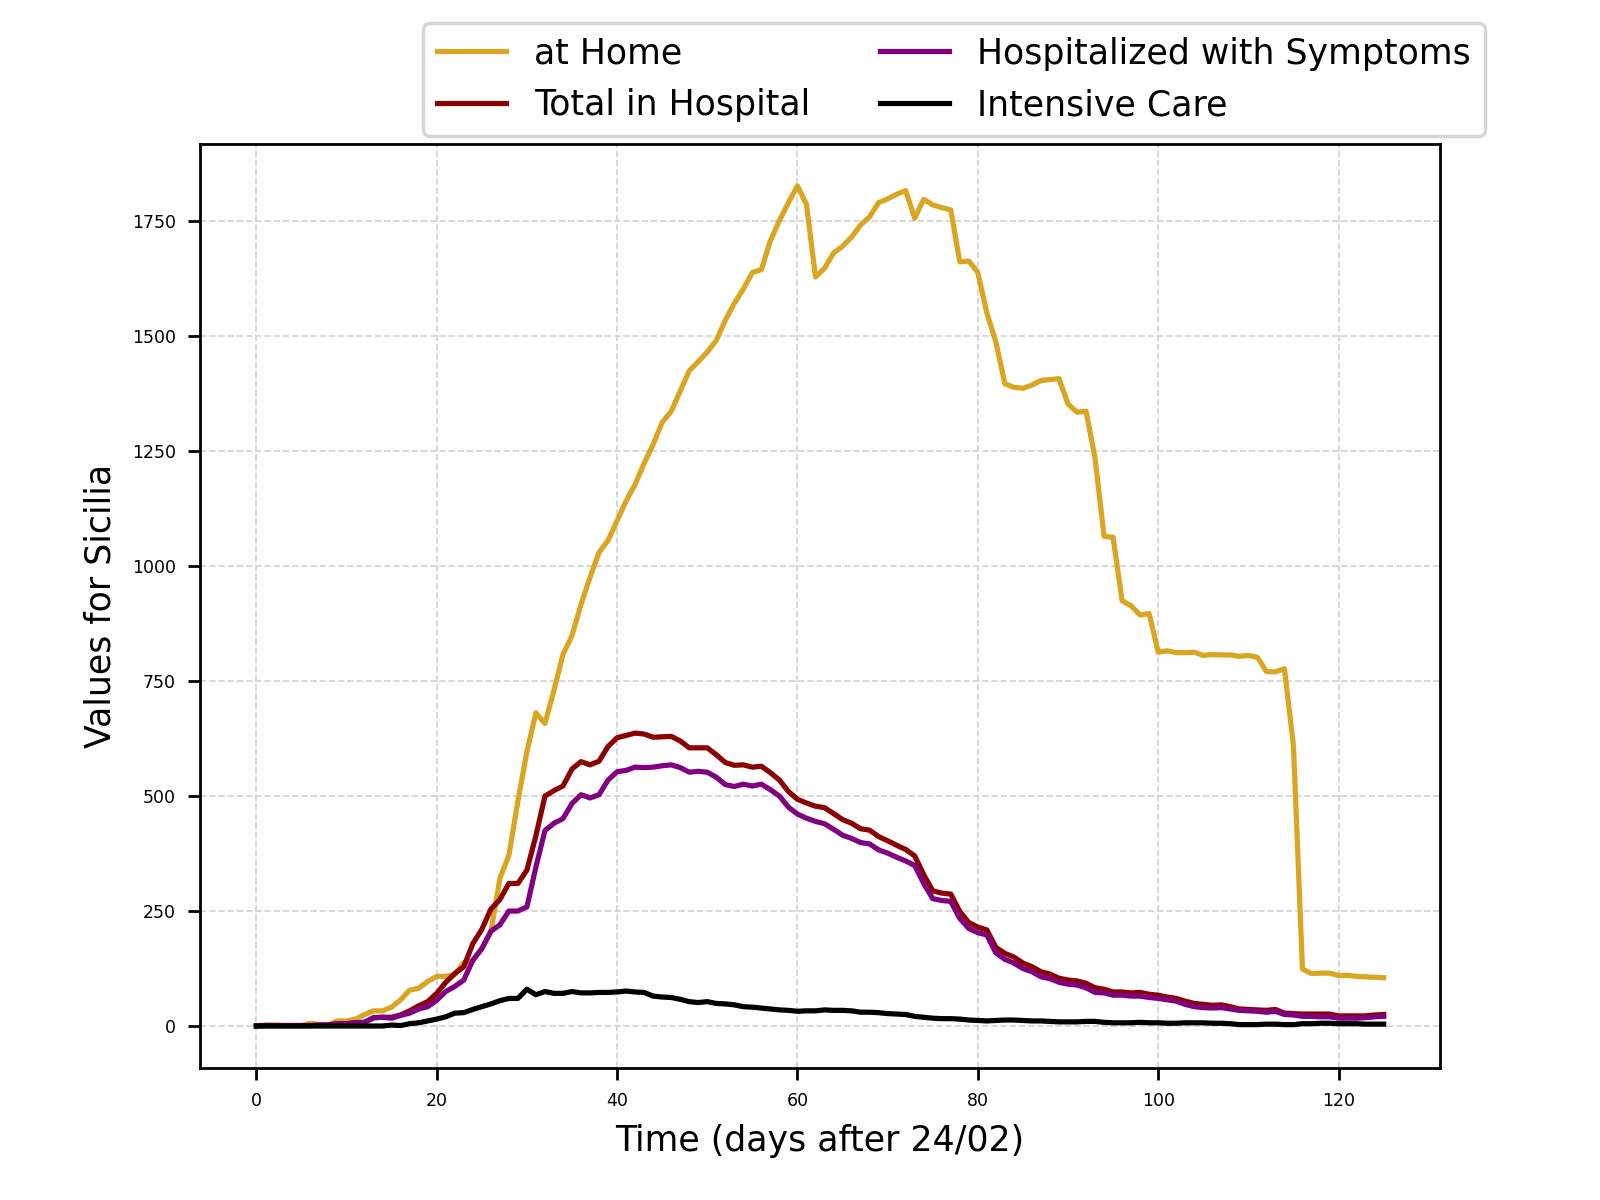 at Home
Total in Hospital
Hospitalized with Symptoms
Intensive Care
Values for Sicilia
1750
1500
1250
1000
750
500
250
0
0 20 40 60 80 100 120
Time (days after 24/02)